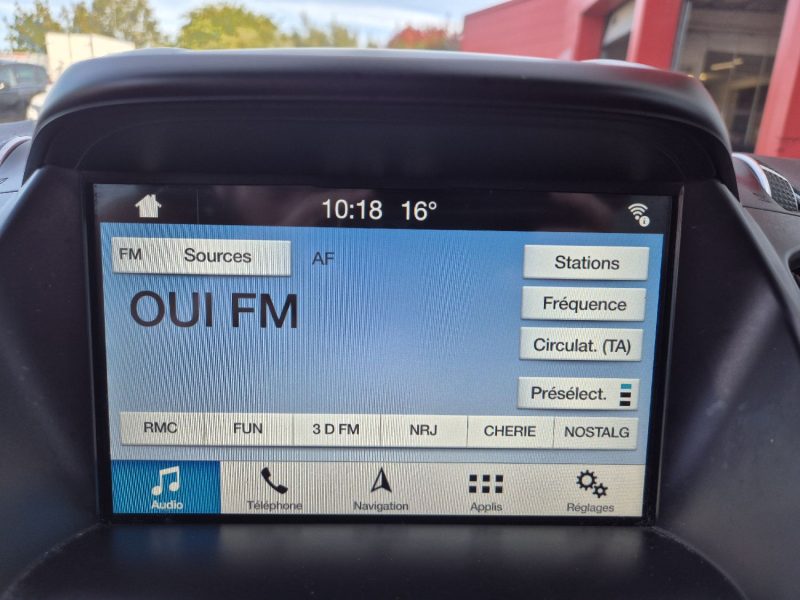 10:18 16°
FM Sources AF
Stations
OUI FM
Fréquence
Circulat. (TA)
Présélect.
RMC FUN 3 D FM NRJ CHERIE NOSTALG
Audio Téléphone Navigation Applis Réglages